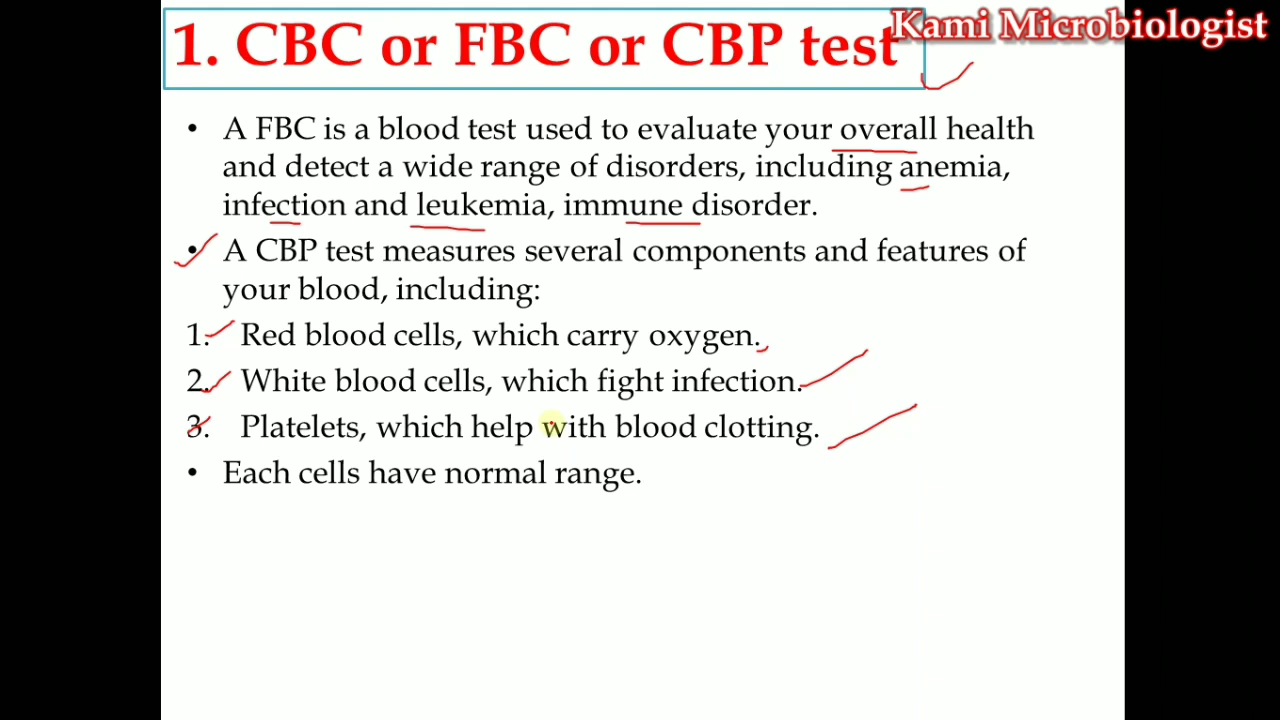 1. CBC or FBC or CBP test
Kami Microbiologist
• A FBC is a blood test used to evaluate your overall health
and detect a wide range of disorders, including anemia,
infection and leukemia, immune disorder.
• A CBP test measures several components and features of
your blood, including:
1. Red blood cells, which carry oxygen.
2. White blood cells, which fight infection.
3. Platelets, which help with blood clotting.
• Each cells have normal range.